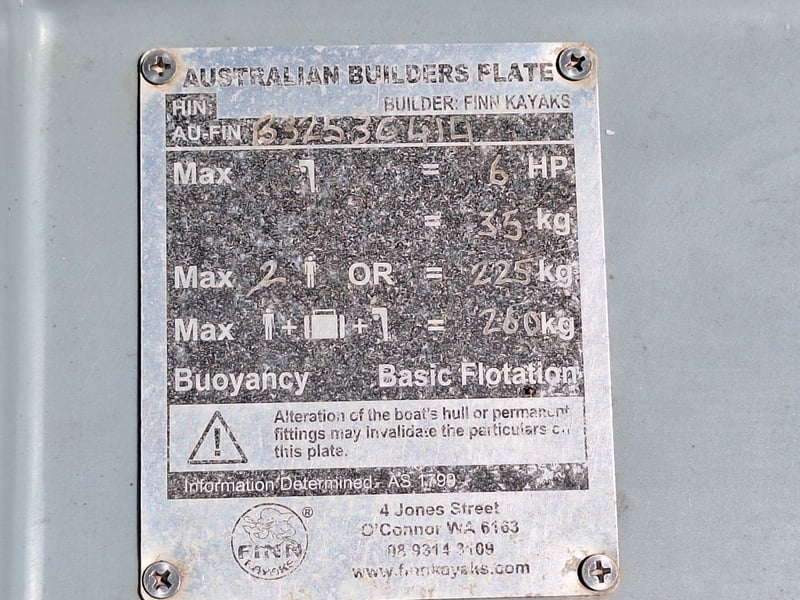 AUSTRALIAN BUILDERS PLATE
HIN: BUILDER: FINN KAYAKS
AU-FIN
Max = 6 HP
= 35 kg
Max 2 OR = 225 kg
Max + + = 260kg
Buoyancy Basic Flotation
Alteration of the boat's hull or permanent
fittings may invalidate the particulars on
this plate.
Information Determined- AS 1799
4 Jones Street
O'Connor WA 6163
08 9314 3109
www.finnkayaks.com
FINN
KAYAKS
®